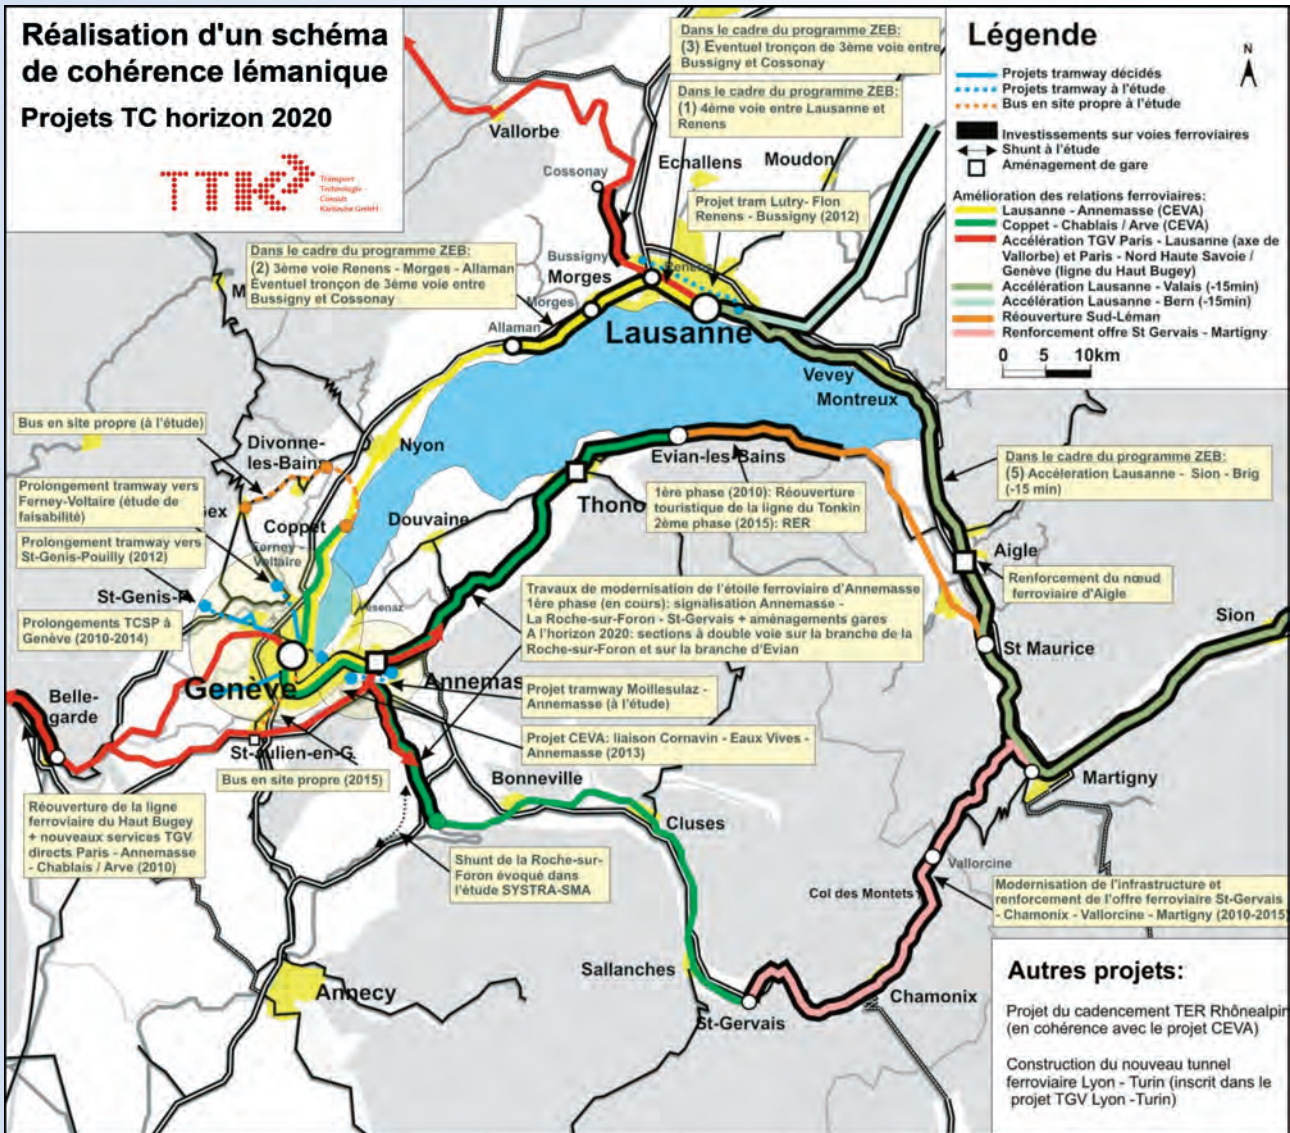 Réalisation d'un schéma
de cohérence lémanique
Projets TC horizon 2020
TTK
Transport
Technologie-
Consult
Karlsruhe GmbH
Dans le cadre du programme ZEB:
(3) Eventuel tronçon de 3ème voie entre
Bussigny et Cossonay
Dans le cadre du programme ZEB:
(1) 4ème voie entre Lausanne et
Renens
Légende
N
Projets tramway décidés
Projets tramway à l'étude
Bus en site propre à l'étude
Investissements sur voies ferroviaires
Shunt à l'étude
Aménagement de gare
Amélioration des relations ferroviaires:
Lausanne - Annemasse (CEVA)
Coppet - Chablais / Arve (CEVA)
Accélération TGV Paris - Lausanne (axe de
Vallorbe) et Paris - Nord Haute Savoie /
Genève (ligne du Haut Bugey)
Accélération Lausanne - Valais (-15min)
Accélération Lausanne - Bern (-15min)
Réouverture Sud-Léman
Renforcement offre St Gervais - Martigny
0 5 10km
Vallorbe
Cossonay
Echallens
Moudon
Projet tram Lutry- Flon
Renens - Bussigny (2012)
Dans le cadre du programme ZEB:
(2) 3ème voie Renens - Morges - Allaman
Eventuel tronçon de 3ème voie entre
Bussigny et Cossonay
Bussigny
Renens
Morges
Morges
Allaman
Lausanne
Vevey
Montreux
Bus en site propre (à l'étude)
Divonne-
les-Bains
Nyon
Evian-les-Bains
Dans le cadre du programme ZEB:
(5) Accéleration Lausanne - Sion - Brig
(-15 min)
Prolongement tramway vers
Ferney-Voltaire (étude de
faisabilité)
Gex
Coppet
Douvaine
Thono
1ère phase (2010): Réouverture
touristique de la ligne du Tonkin
2ème phase (2015): RER
Prolongement tramway vers
St-Genis-Pouilly (2012)
Ferney -
Voltaire
Aigle
Renforcement du nœud
ferroviaire d'Aigle
St-Genis-P.
esenaz
Travaux de modernisation de l'étoile ferroviaire d'Annemasse
1ère phase (en cours): signalisation Annemasse -
La Roche-sur-Foron - St-Gervais + aménagements gares
A l'horizon 2020: sections à double voie sur la branche de la
Roche-sur-Foron et sur la branche d'Evian
Sion
Prolongements TCSP à
Genève (2010-2014)
St Maurice
Genève
Annemas
Projet tramway Moillesulaz -
Annemasse (à l'étude)
Belle-
garde
St-Julien-en-G.
Projet CEVA: liaison Cornavin - Eaux Vives -
Annemasse (2013)
Bus en site propre (2015)
Bonneville
Martigny
Réouverture de la ligne
ferroviaire du Haut Bugey
+ nouveaux services TGV
directs Paris - Annemasse
- Chablais / Arve (2010)
Cluses
Shunt de la Roche-sur-
Foron évoqué dans
l'étude SYSTRA-SMA
Vallorcine
Col des Montets
Modernisation de l'infrastructure et
renforcement de l'offre ferroviaire St-Gervais
- Chamonix - Vallorcine - Martigny (2010-2015)
Sallanches
Chamonix
Annecy
St-Gervais
Autres projets:
Projet du cadencement TER Rhônealpin
(en cohérence avec le projet CEVA)
Construction du nouveau tunnel
ferroviaire Lyon - Turin (inscrit dans le
projet TGV Lyon -Turin)